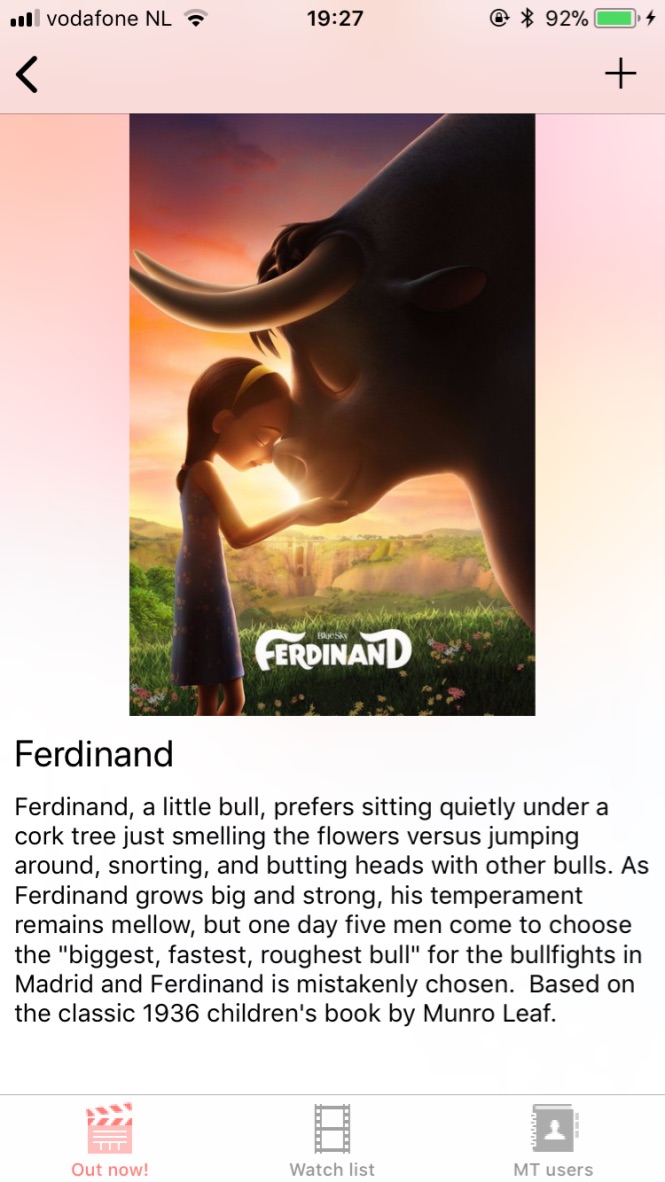 vodafone NL 19:27 92%
Blue Sky
FERDINAND
Ferdinand
Ferdinand, a little bull, prefers sitting quietly under a
cork tree just smelling the flowers versus jumping
around, snorting, and butting heads with other bulls. As
Ferdinand grows big and strong, his temperament
remains mellow, but one day five men come to choose
the "biggest, fastest, roughest bull" for the bullfights in
Madrid and Ferdinand is mistakenly chosen.  Based on
the classic 1936 children's book by Munro Leaf.
Out now! Watch list MT users